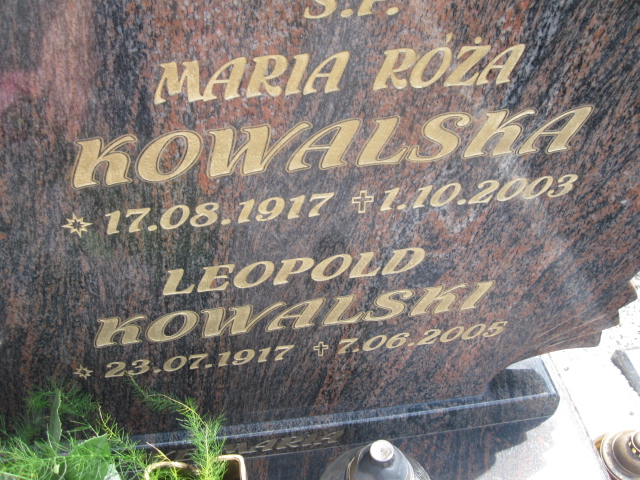 Ś.P.
MARIA RÓŻA
KOWALSKA
17.08.1917 ✝ 1.10.2003
LEOPOLD
KOWALSKI
23.07.1917 ✝ 7.06.2005